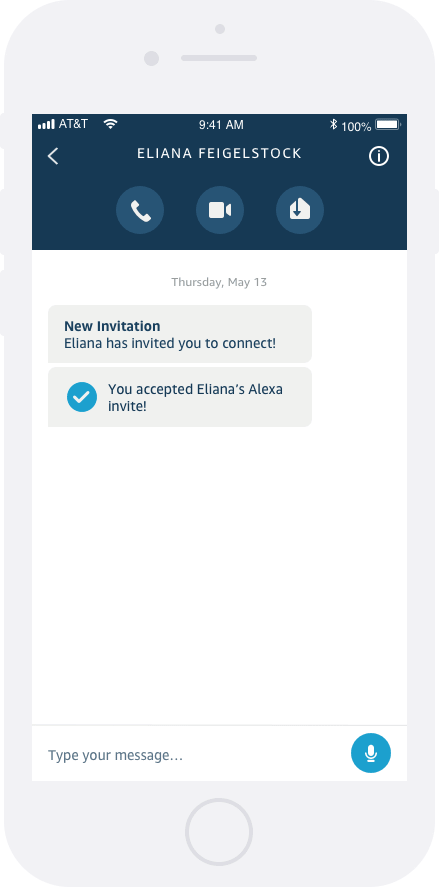 AT&T
9:41 AM
100%
ELIANA FEIGELSTOCK
Thursday, May 13
New Invitation
Eliana has invited you to connect!
You accepted Eliana’s Alexa
invite!
Type your message...